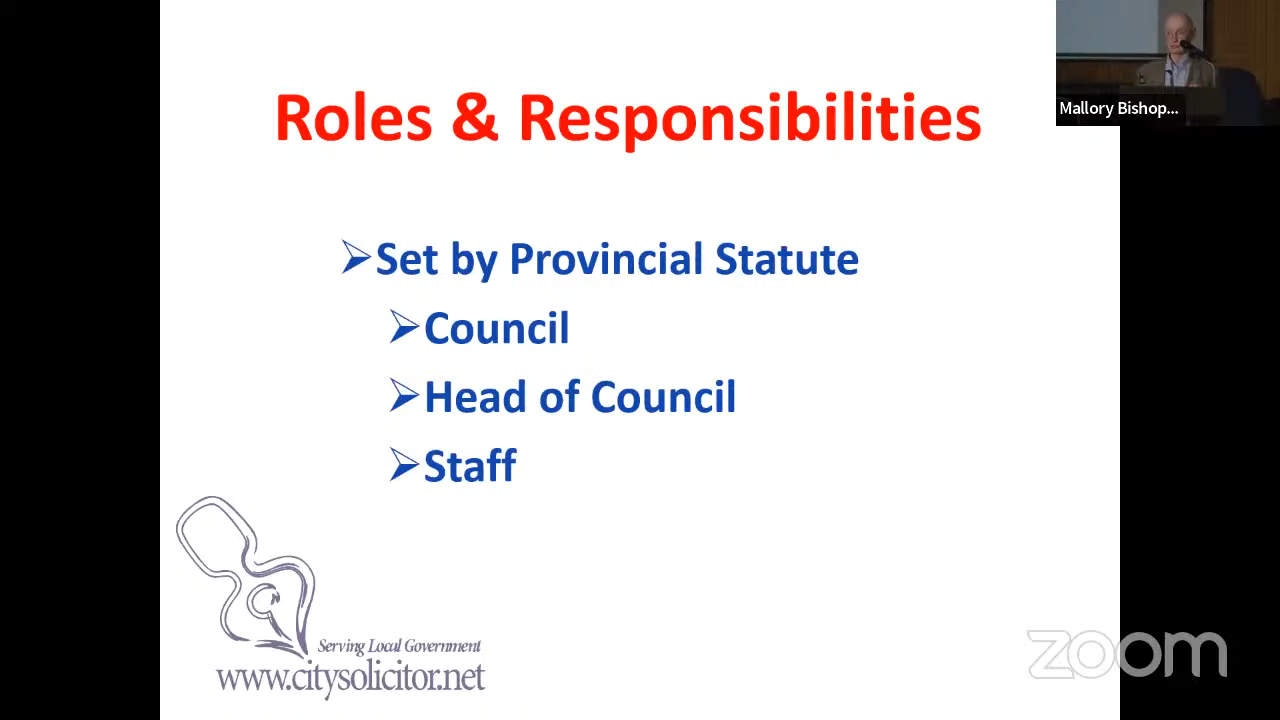 Roles & Responsibilities
Mallory Bishop...
Set by Provincial Statute
Council
Head of Council
Staff
Serving Local Government
www.citysolicitor.net
zoom